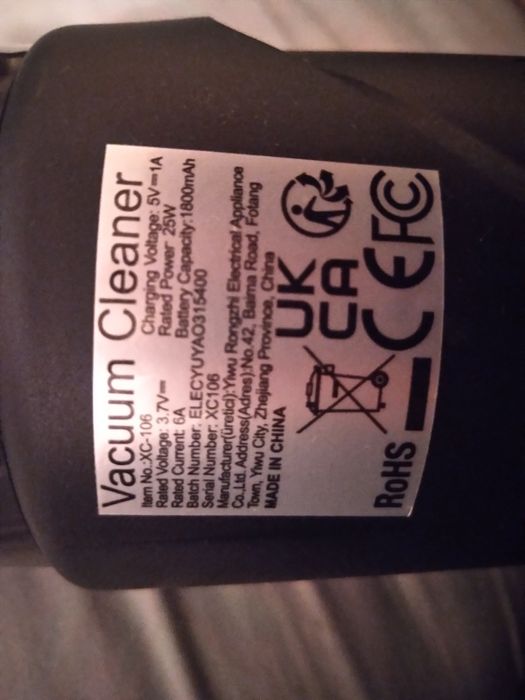 Vacuum Cleaner
Item No.:XC-106 Charging Voltage: 5V⎓1A
Rated Voltage: 3.7V⎓ Rated Power 25W
Rated Current: 6A Battery Capacity:1800mAh
Batch Number: ELECYUYAO315400
Serial Number: XC106
Manufacturer(üretici):Yiwu Rongzhi Electrical Appliance
Co.,Ltd. Address(Adres):No.42, Baima Road, Fotang
Town, Yiwu City, Zhejiang Province, China
MADE IN CHINA
UK
CA
RoHS CE FC